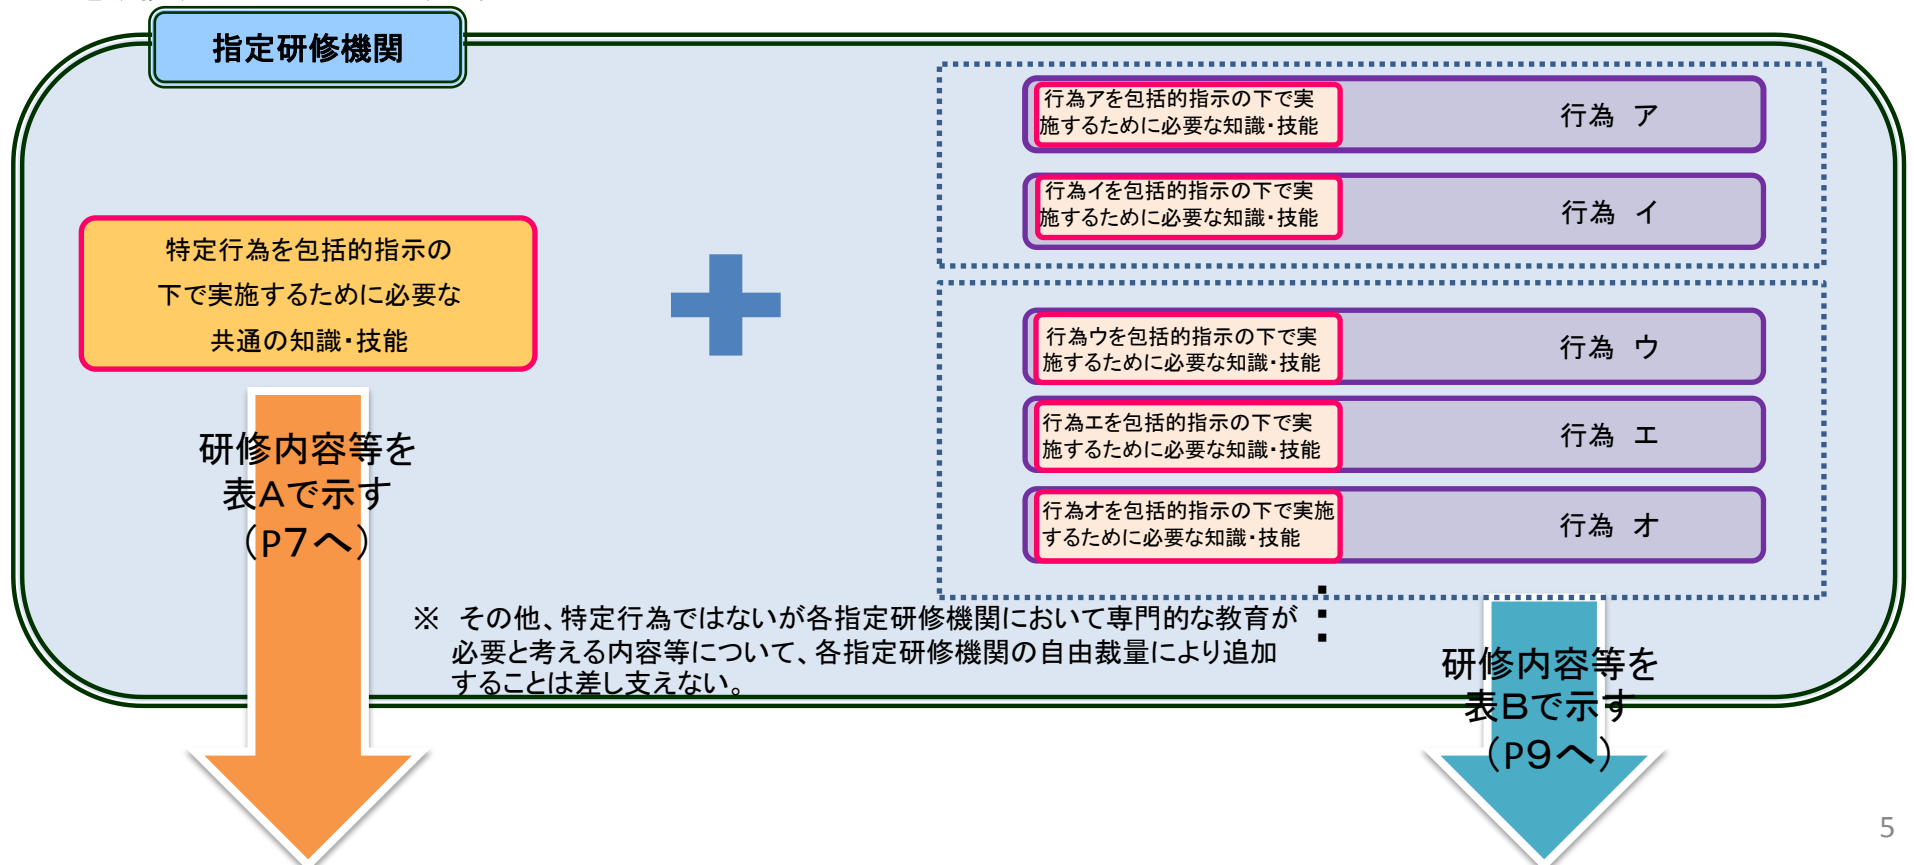 指定研修機関
特定行為を包括的指示の
下で実施するために必要な
共通の知識・技能
行為アを包括的指示の下で実
施するために必要な知識・技能
行為　ア
行為イを包括的指示の下で実
施するために必要な知識・技能
行為　イ
行為ウを包括的指示の下で実
施するために必要な知識・技能
行為　ウ
行為エを包括的指示の下で実
施するために必要な知識・技能
行為　エ
行為オを包括的指示の下で実施
するために必要な知識・技能
行為　オ
研修内容等を
表Aで示す
（P7へ）
※　その他、特定行為ではないが各指定研修機関において専門的な教育が
必要と考える内容等について、各指定研修機関の自由裁量により追加
することは差し支えない。
研修内容等を
表Bで示す
（P9へ）
5